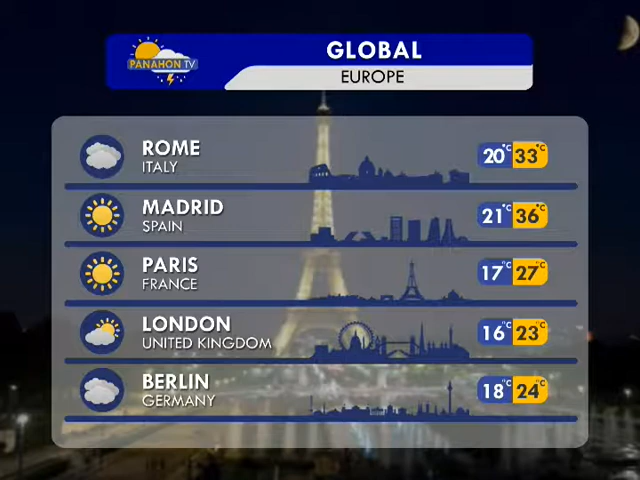 PANAHON TV
GLOBAL
EUROPE
ROME
ITALY
20°C 33°C
MADRID
SPAIN
21°C 36°C
PARIS
FRANCE
17°C 27°C
LONDON
UNITED KINGDOM
16°C 23°C
BERLIN
GERMANY
18°C 24°C